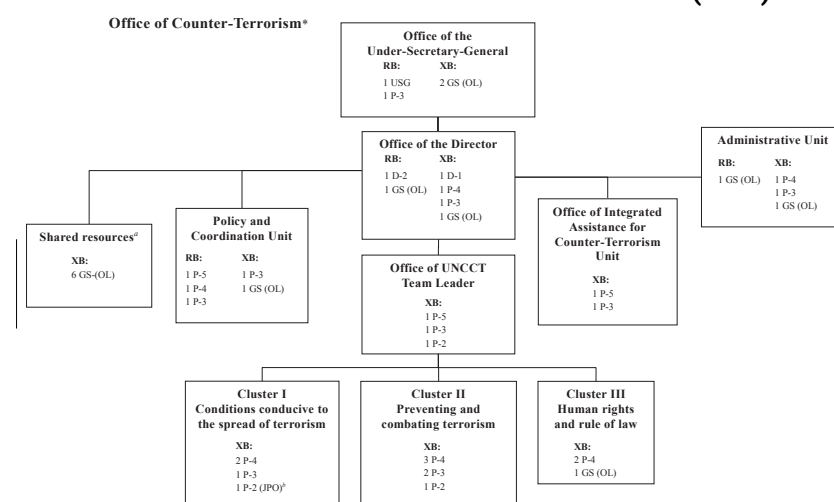 Office of Counter-Terrorism*
Office of the
Under-Secretary-General
RB: XB:
1 USG 2 GS (OL)
1 P-3
Office of the Director
RB: XB:
1 D-2 1 D-1
1 GS (OL) 1 P-4
1 P-3
1 GS (OL)
Administrative Unit
RB: XB:
1 GS (OL) 1 P-4
1 P-3
1 GS (OL)
Shared resourcesᵃ
XB:
6 GS-(OL)
Policy and
Coordination Unit
RB: XB:
1 P-5 1 P-3
1 P-4 1 GS (OL)
1 P-3
Office of UNCCT
Team Leader
XB:
1 P-5
1 P-3
1 P-2
Office of Integrated
Assistance for
Counter-Terrorism
Unit
XB:
1 P-5
1 P-3
Cluster I
Conditions conducive to
the spread of terrorism
XB:
2 P-4
1 P-3
1 P-2 (JPO)ᵇ
Cluster II
Preventing and
combating terrorism
XB:
3 P-4
2 P-3
1 P-2
Cluster III
Human rights
and rule of law
XB:
2 P-4
1 GS (OL)